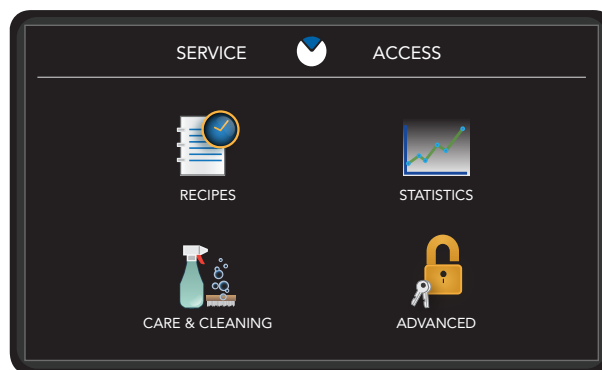 SERVICE ACCESS
RECIPES STATISTICS
CARE & CLEANING ADVANCED